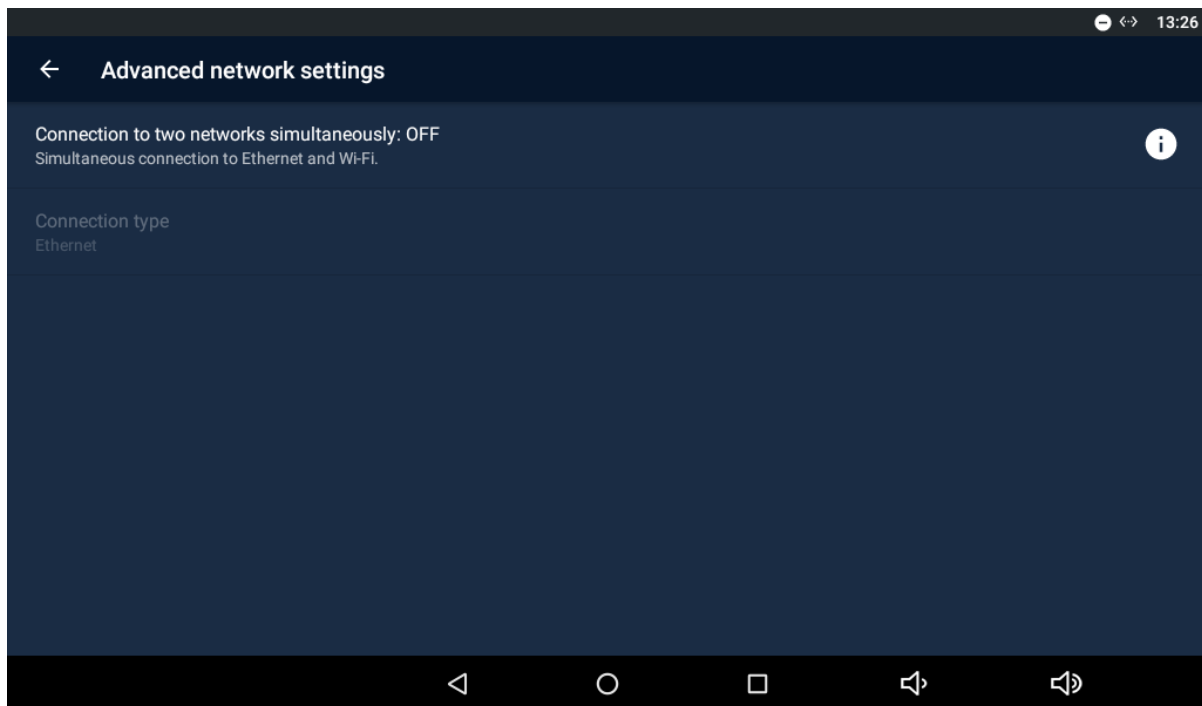 13:26
Advanced network settings
Connection to two networks simultaneously: OFF
Simultaneous connection to Ethernet and Wi-Fi.
Connection type
Ethernet